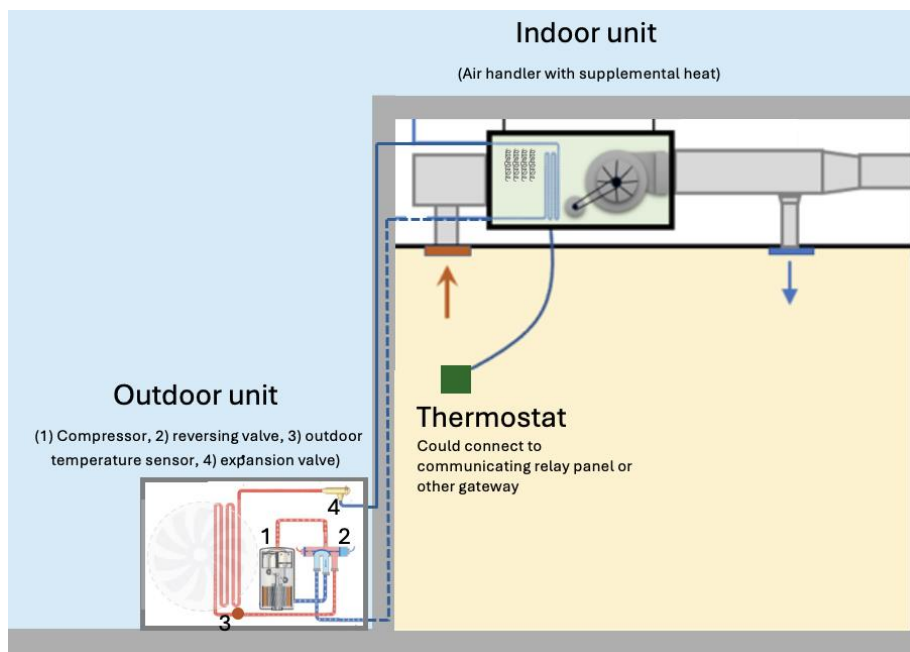 Indoor unit
(Air handler with supplemental heat)
Outdoor unit
(1) Compressor, 2) reversing valve, 3) outdoor
temperature sensor, 4) expansion valve)
Thermostat
Could connect to
communicating relay panel or
other gateway
4
1
2
3